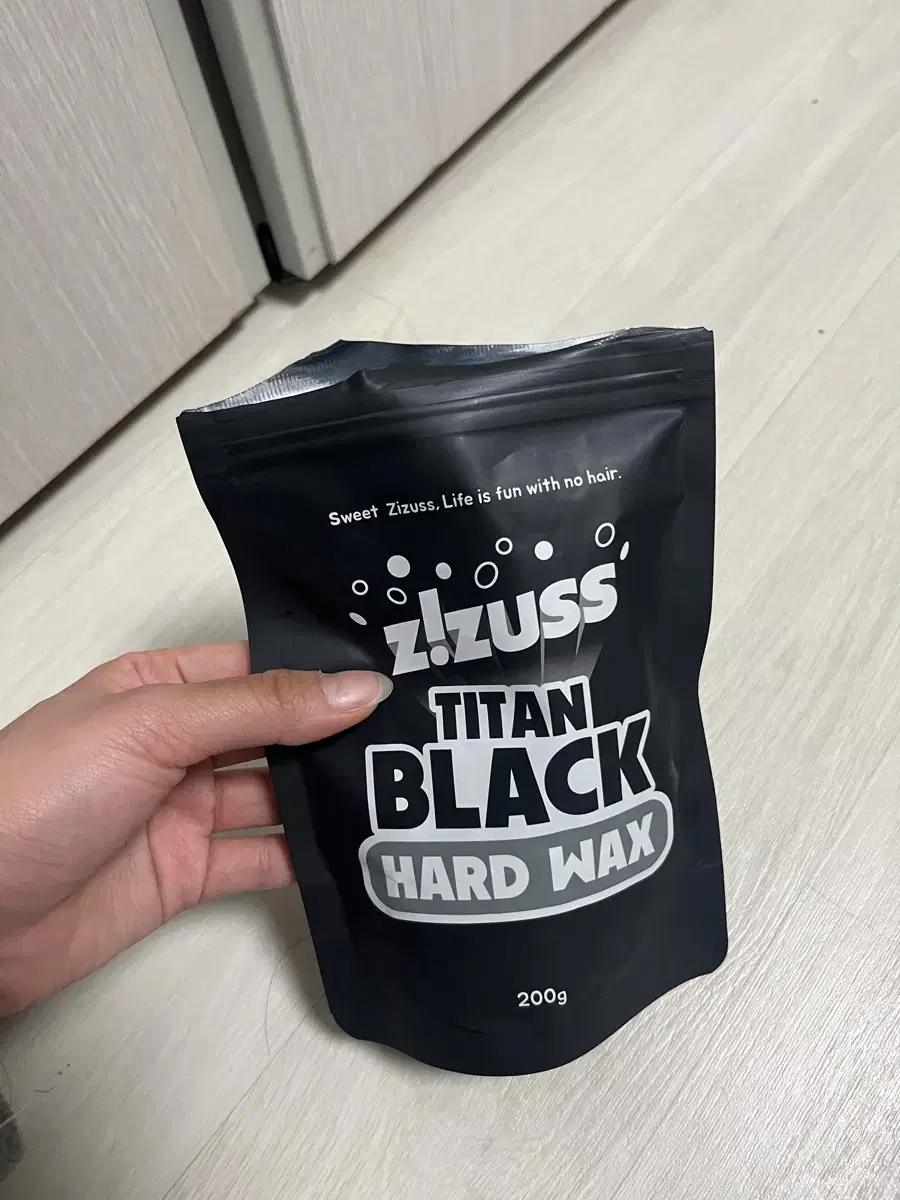 Sweet Zizuss, Life is fun with no hair.
z!zuss
TITAN
BLACK
HARD WAX
200g